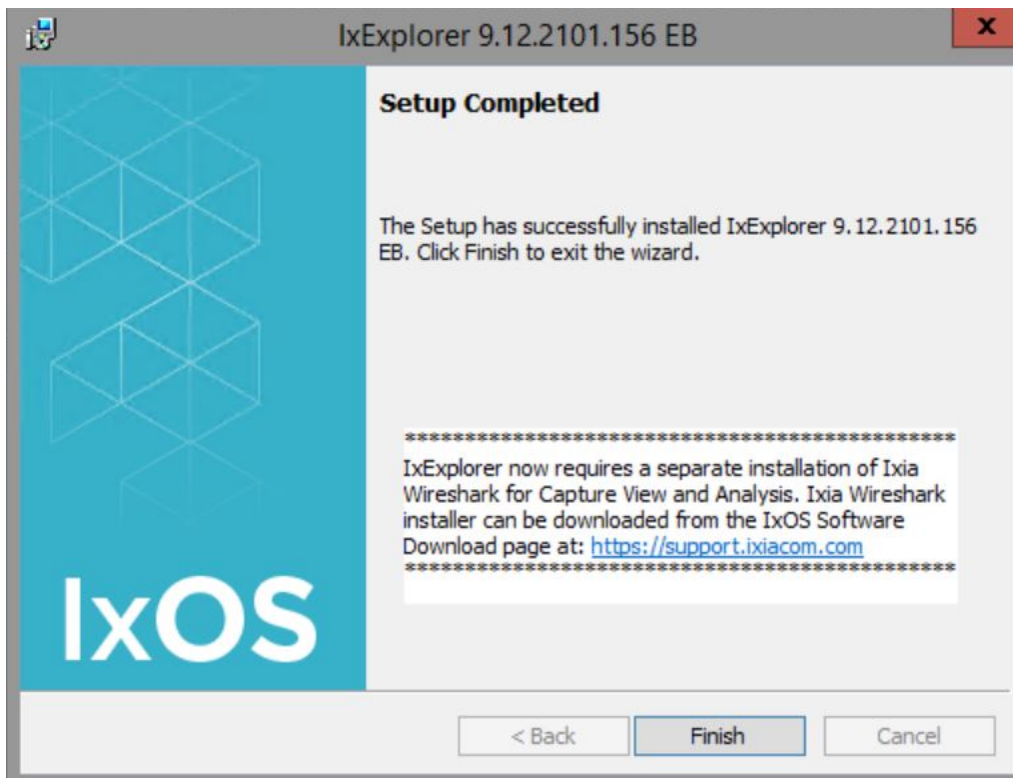 IxExplorer 9.12.2101.156 EB
x
Setup Completed
The Setup has successfully installed IxExplorer 9.12.2101.156
EB. Click Finish to exit the wizard.
**********************************************
IxExplorer now requires a separate installation of Ixia
Wireshark for Capture View and Analysis. Ixia Wireshark
installer can be downloaded from the IxOS Software
Download page at: https://support.ixiacom.com
**********************************************
IxOS
< Back
Finish
Cancel